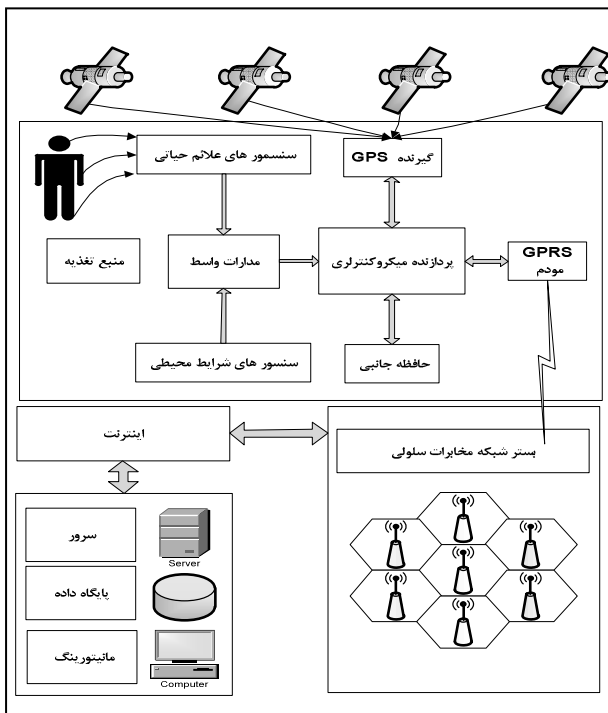 سنسمور های علائم حیاتی
گیرنده GPS
منبع تغذیه
مدارات واسط
پردازنده میکروکنترلری
GPRS
مودم
سنسور های شرایط محیطی
حافظه جانبی
اینترنت
بستر شبکه مخابرات سلولی
سرور
Server
پایگاه داده
مانیتورینگ
Computer